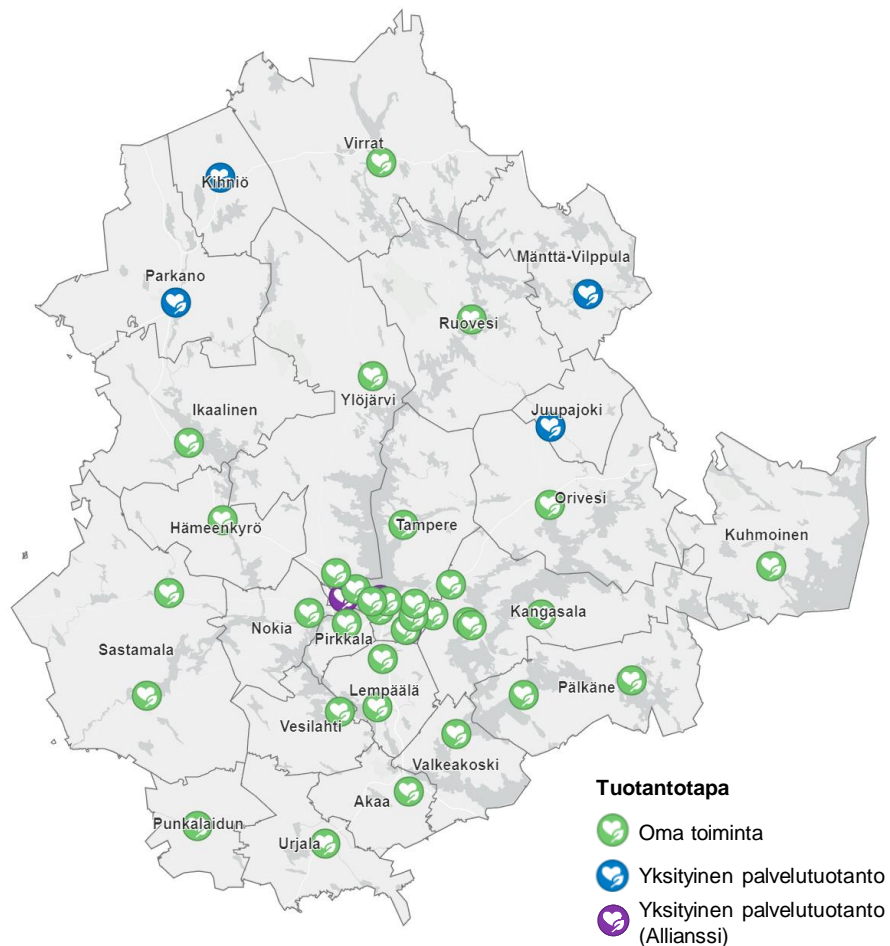 Virrat
Kihniö
Mänttä-Vilppula
Parkano
Ruovesi
Ylöjärvi
Ikaalinen
Juupajoki
Orivesi
Hämeenkyrö
Tampere
Kuhmoinen
Kangasala
Nokia
Pirkkala
Sastamala
Lempäälä
Pälkäne
Vesilahti
Valkeakoski
Akaa
Punkalaidun
Urjala
Tuotantotapa
Oma toiminta
Yksityinen palvelutuotanto
Yksityinen palvelutuotanto
(Allianssi)